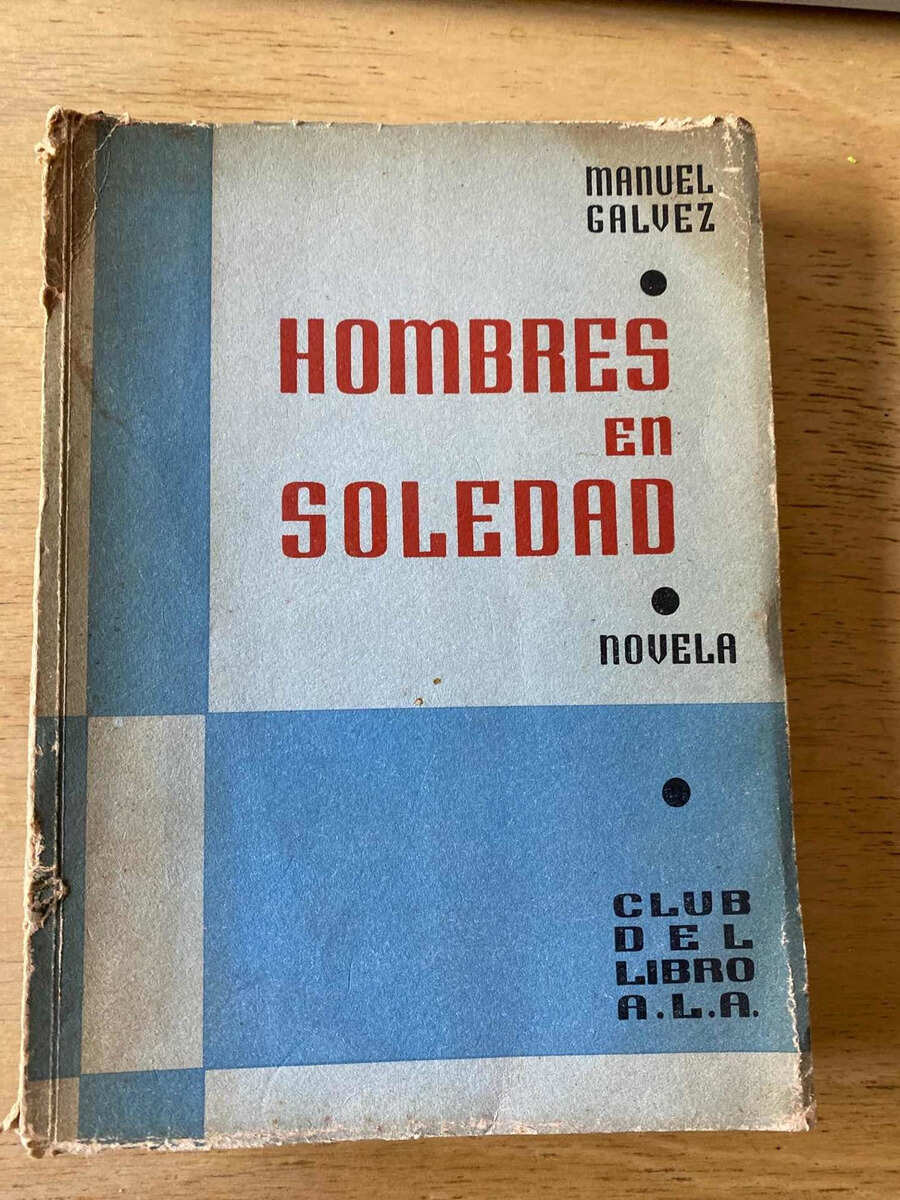 MANUEL
GALVEZ
HOMBRES
En
SOLEDAD
NOVELA
CLUB
DEL
LIBRO
A.L.A.